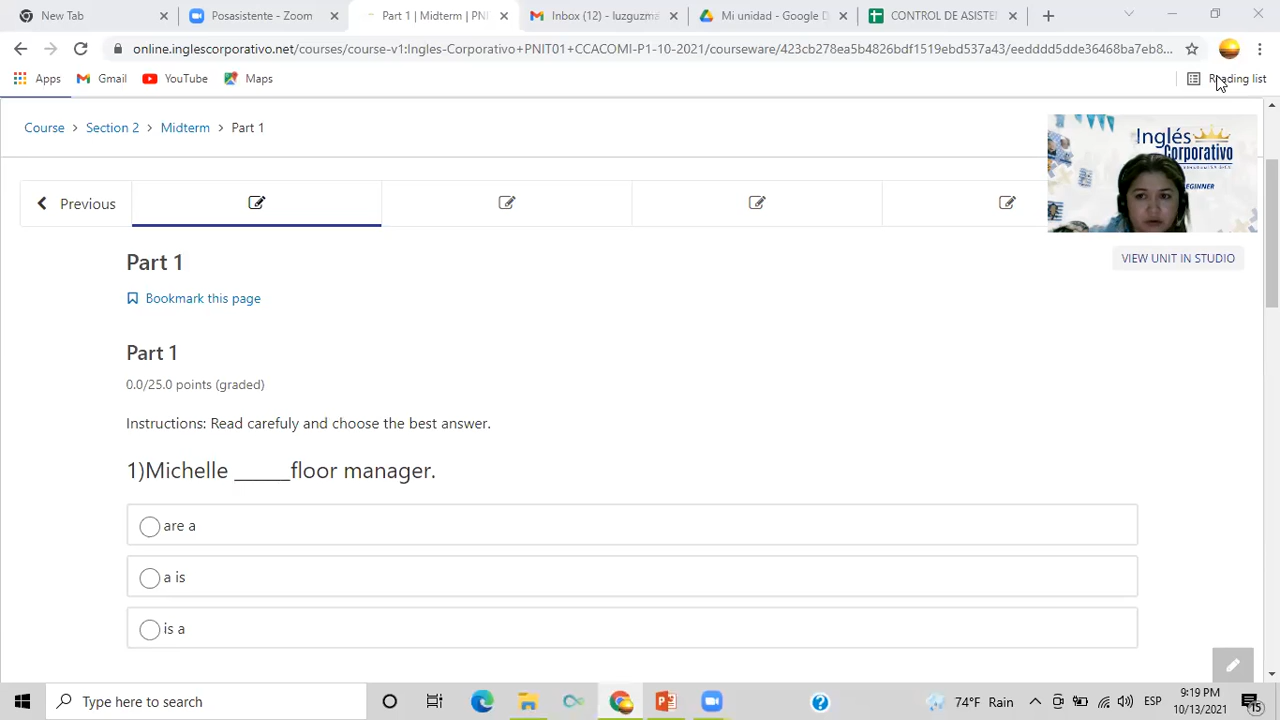 New Tab
Posasistente - Zoom
Part 1 | Midterm | PNI
Inbox (12) - luzguzma
Mi unidad - Google D
CONTROL DE ASISTE
online.inglescorporativo.net/courses/course-v1:Ingles-Corporativo+PNIT01+CCACOMI-P1-10-2021/courseware/423cb278ea5b4826bdf1519ebd537a43/eedddd5dde36468ba7eb8...
Apps
Gmail
YouTube
Maps
Reading list
Course > Section 2 > Midterm > Part 1
Inglés
Corporativo
Previous
VIEW UNIT IN STUDIO
Part 1
Bookmark this page
Part 1
0.0/25.0 points (graded)
Instructions: Read carefuly and choose the best answer.
1)Michelle ______floor manager.
are a
a is
is a
Type here to search
74°F Rain
ESP
9:19 PM
10/13/2021
15